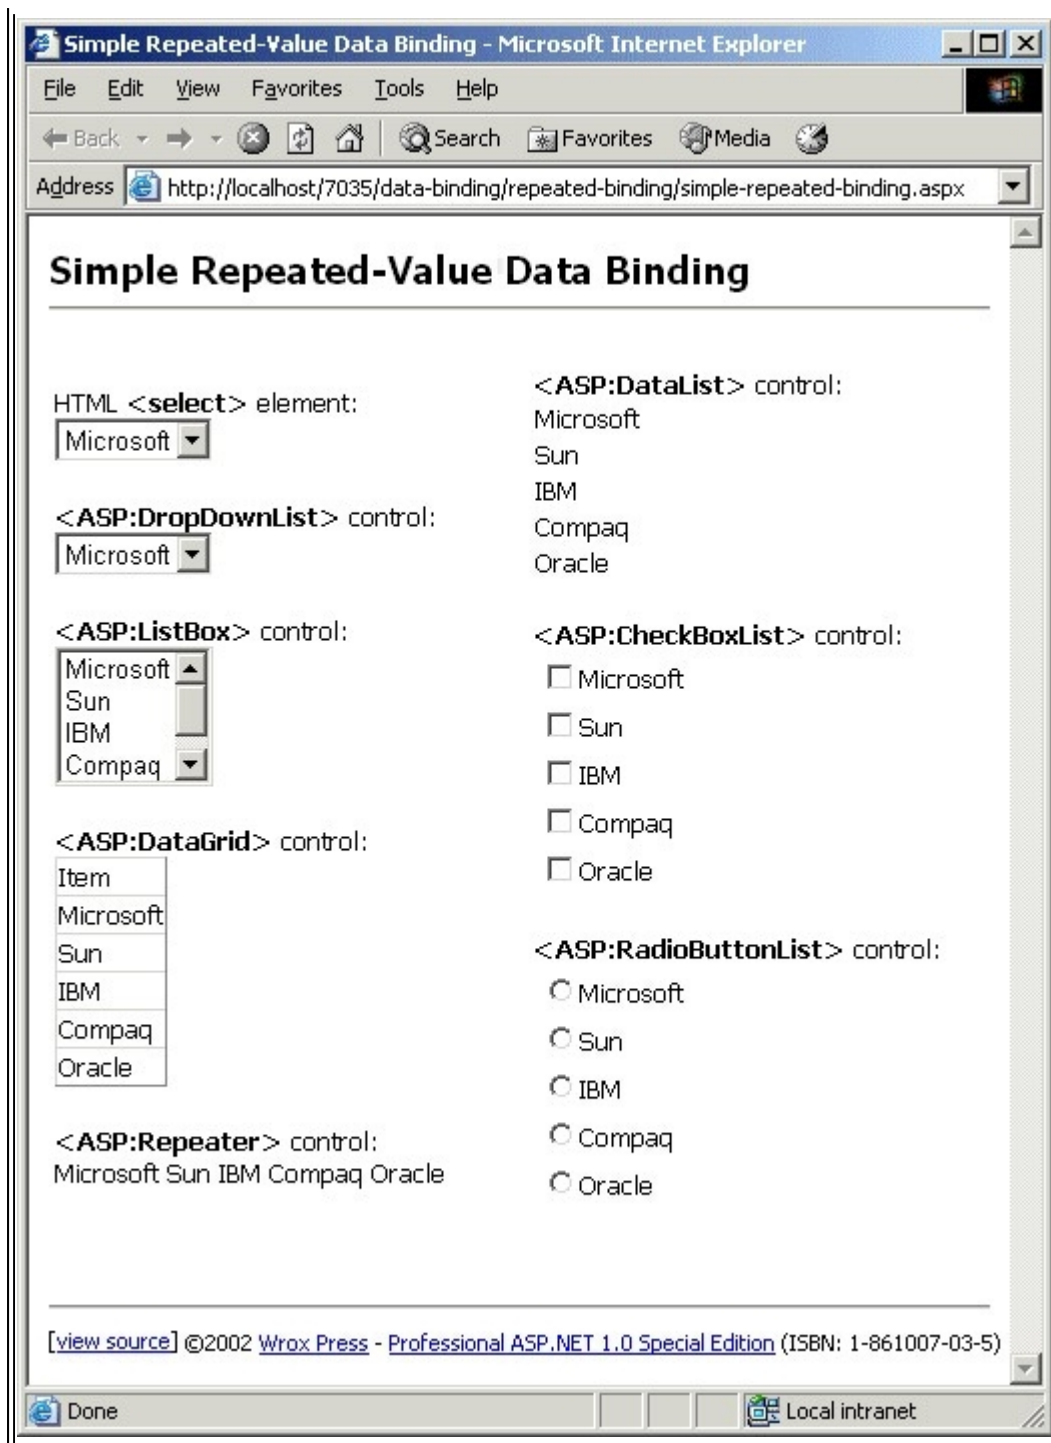 Simple Repeated-Value Data Binding - Microsoft Internet Explorer
File Edit View Favorites Tools Help
Back Search Favorites Media
Address http://localhost/7035/data-binding/repeated-binding/simple-repeated-binding.aspx
Simple Repeated-Value Data Binding
HTML <select> element:
Microsoft
<ASP:DropDownList> control:
Microsoft
<ASP:ListBox> control:
Microsoft
Sun
IBM
Compaq
<ASP:DataGrid> control:
Item
Microsoft
Sun
IBM
Compaq
Oracle
<ASP:Repeater> control:
Microsoft Sun IBM Compaq Oracle
<ASP:DataList> control:
Microsoft
Sun
IBM
Compaq
Oracle
<ASP:CheckBoxList> control:
Microsoft
Sun
IBM
Compaq
Oracle
<ASP:RadioButtonList> control:
Microsoft
Sun
IBM
Compaq
Oracle
[view source] ©2002 Wrox Press - Professional ASP.NET 1.0 Special Edition (ISBN: 1-861007-03-5)
Done Local intranet